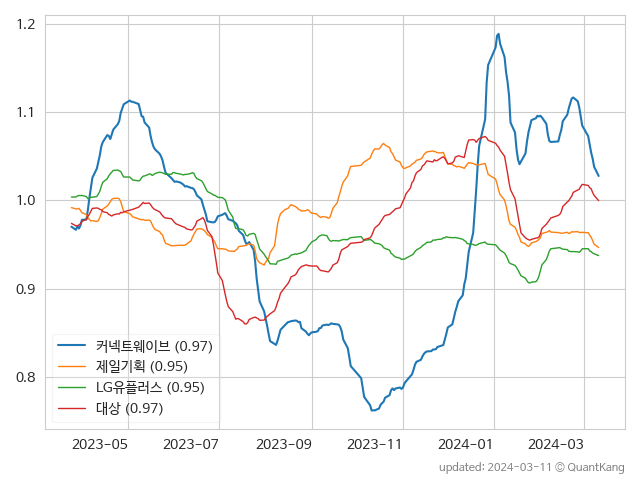 1.2
1.1
1.0
0.9
0.8
커넥트웨이브 (0.97)
제일기획 (0.95)
LG유플러스 (0.95)
대상 (0.97)
2023-05 2023-07 2023-09 2023-11 2024-01 2024-03
updated: 2024-03-11 © QuantKang